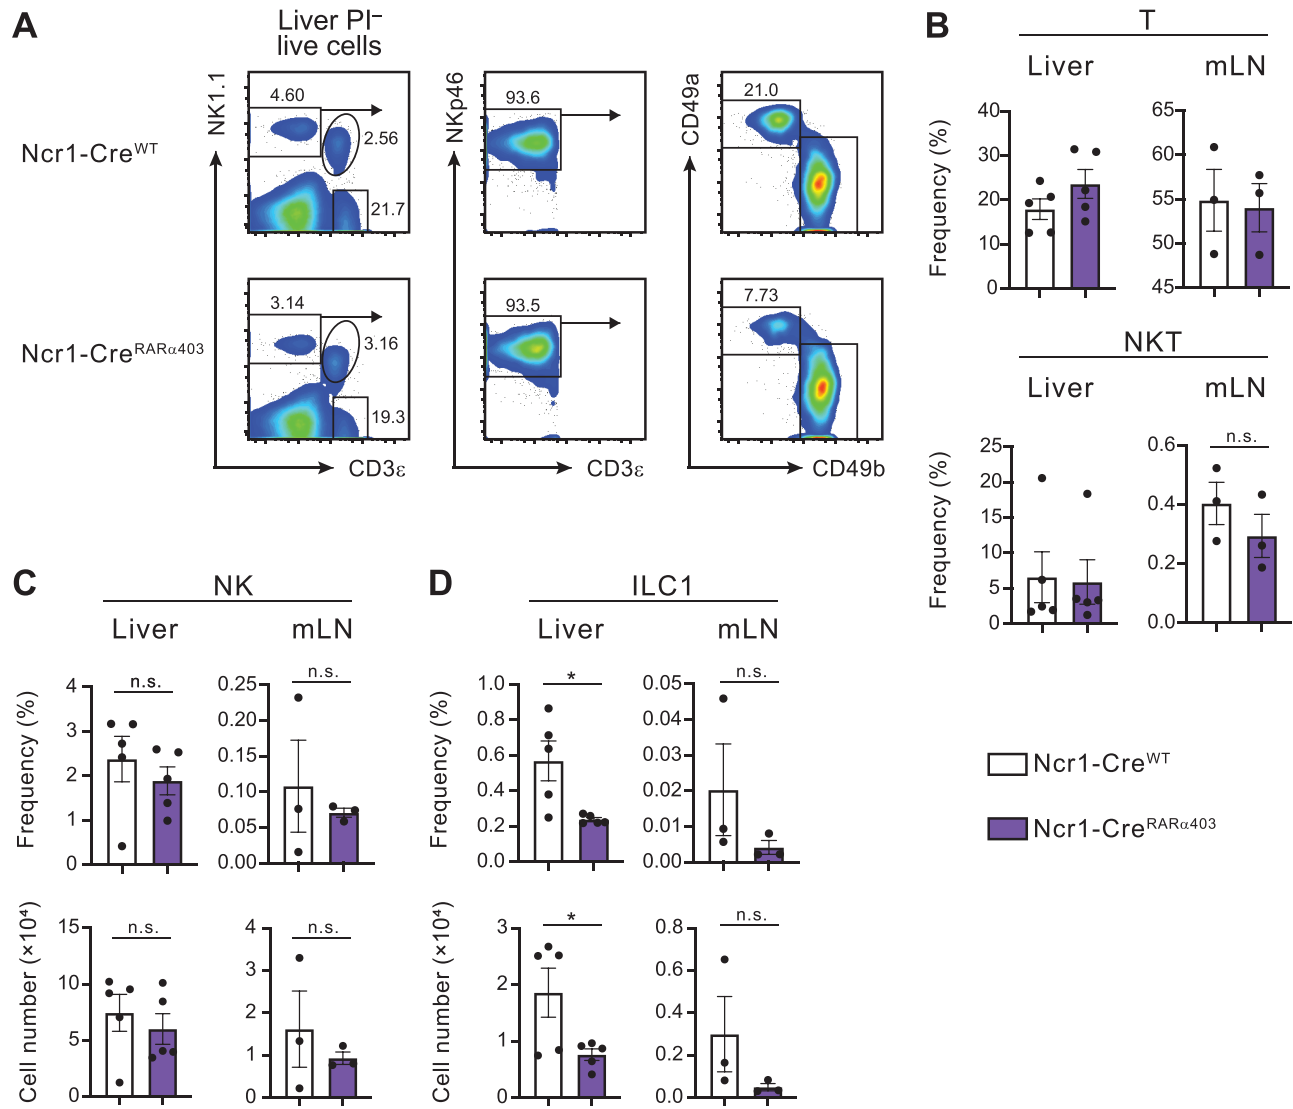 A
Liver PI⁻
live cells
NK1.1
4.60
2.56
21.7
NKp46
93.6
CD49a
21.0
Ncr1-Creᵂᵀ
3.14
3.16
19.3
93.5
7.73
Ncr1-Cre^RARα403
CD3ε
CD3ε
CD49b
B
T
Liver
mLN
Frequency (%)
40
30
20
10
0
65
60
55
50
45
NKT
Liver
mLN
Frequency (%)
25
20
15
10
5
0
n.s.
0.6
0.4
0.2
0.0
C
NK
Liver
mLN
Frequency (%)
n.s.
4
3
2
1
0
n.s.
0.25
0.20
0.15
0.10
0.05
0.00
Cell number (×10⁴)
n.s.
15
10
5
0
n.s.
4
3
2
1
0
D
ILC1
Liver
mLN
Frequency (%)
*
1.0
0.8
0.6
0.4
0.2
0.0
n.s.
0.05
0.04
0.03
0.02
0.01
0.00
Cell number (×10⁴)
*
3
2
1
0
n.s.
0.8
0.6
0.4
0.2
0.0
Ncr1-Creᵂᵀ
Ncr1-Cre^RARα403